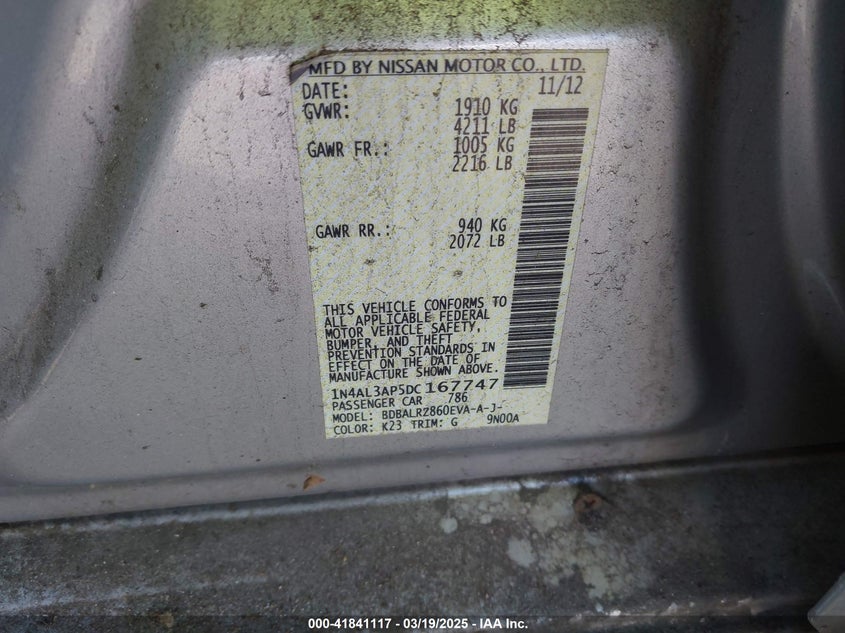 MFD BY NISSAN MOTOR CO., LTD.
DATE: 11/12
GVWR: 1910 KG
4211 LB
GAWR FR.: 1005 KG
2216 LB
GAWR RR.: 940 KG
2072 LB
THIS VEHICLE CONFORMS TO
ALL APPLICABLE FEDERAL
MOTOR VEHICLE SAFETY,
BUMPER, AND THEFT
PREVENTION STANDARDS IN
EFFECT ON THE DATE OF
MANUFACTURE SHOWN ABOVE.
1N4AL3AP5DC167747
PASSENGER CAR 786
MODEL: BDBALRZ860EVA-A-J-
COLOR: K23 TRIM: G 9N00A
000-41841117 - 03/19/2025 - IAA Inc.